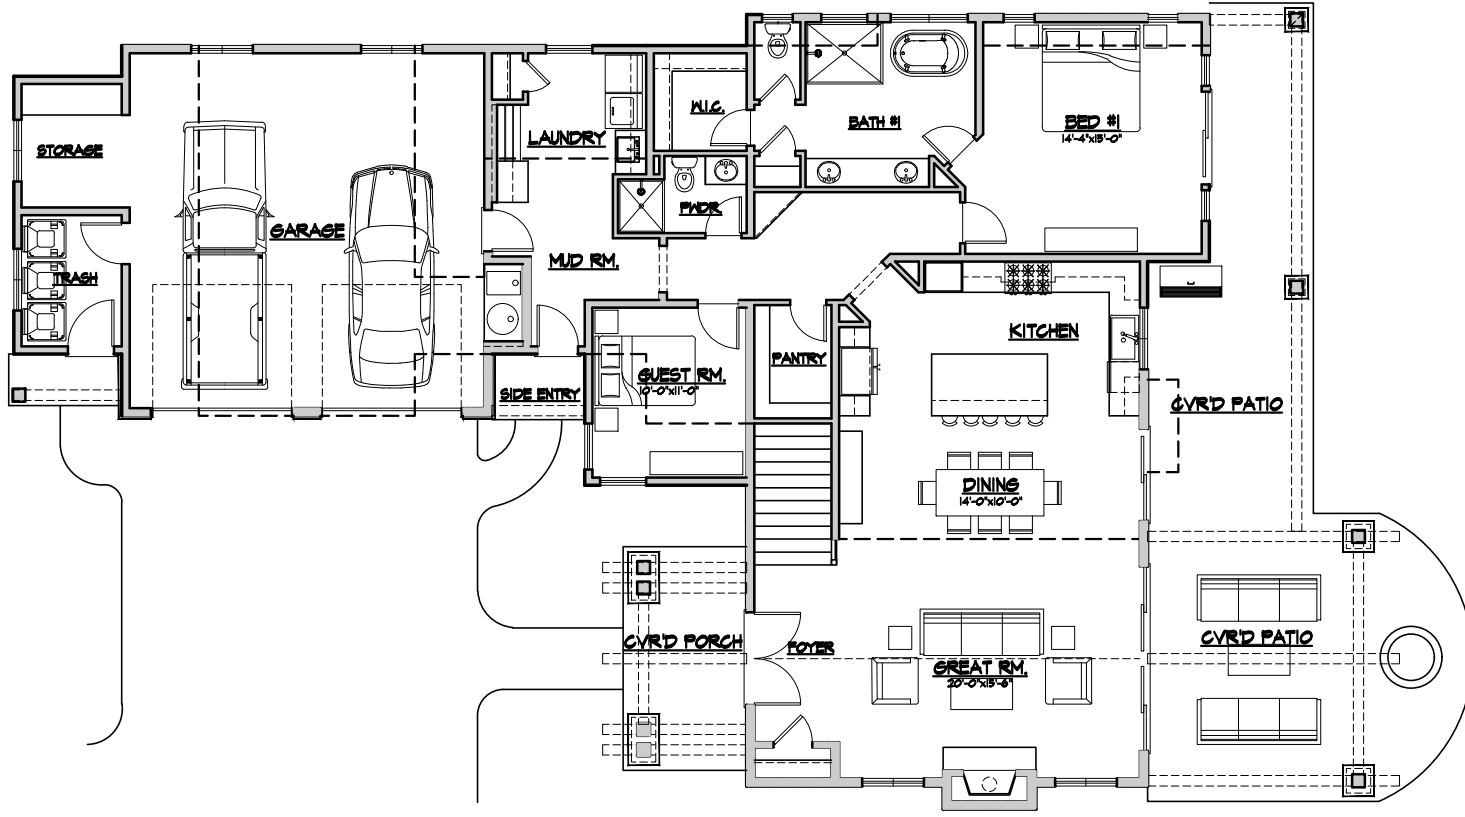 W.I.C.
BATH #1
BED #1
14'-4"x15'-0"
LAUNDRY
STORAGE
PWDR.
GARAGE
MUD RM.
TRASH
KITCHEN
PANTRY
GUEST RM.
10'-0"x11'-0"
SIDE ENTRY
CVR'D PATIO
DINING
14'-0"x10'-0"
CVR'D PORCH
FOYER
CVR'D PATIO
GREAT RM.
20'-0"x15'-6"